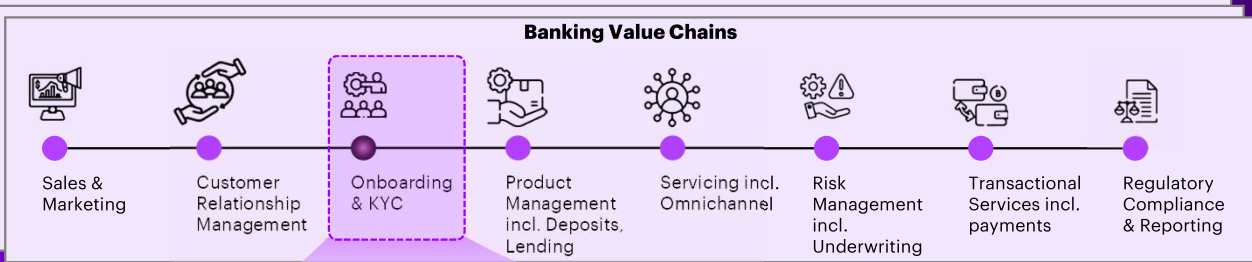 Banking Value Chains
Sales &
Marketing
Customer
Relationship
Management
Onboarding
& KYC
Product
Management
incl. Deposits,
Lending
Servicing incl.
Omnichannel
Risk
Management
incl.
Underwriting
Transactional
Services incl.
payments
Regulatory
Compliance
& Reporting